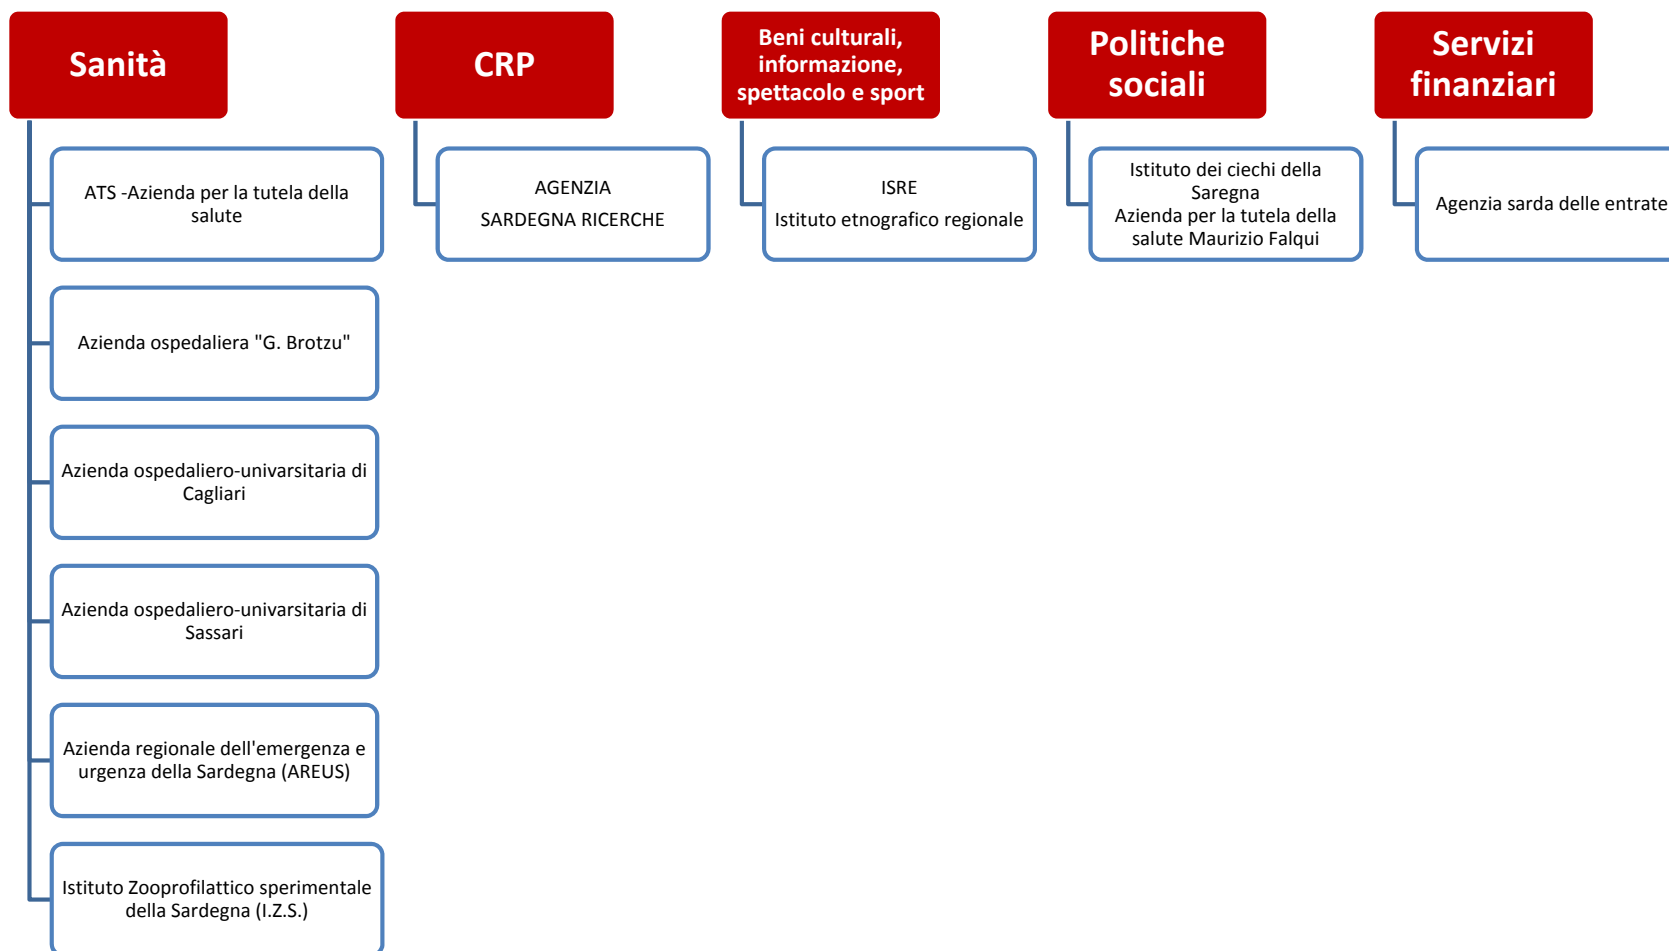 Sanità
ATS -Azienda per la tutela della
salute
Azienda ospedaliera "G. Brotzu"
Azienda ospedaliero-univarsitaria di
Cagliari
Azienda ospedaliero-univarsitaria di
Sassari
Azienda regionale dell'emergenza e
urgenza della Sardegna (AREUS)
Istituto Zooprofilattico sperimentale
della Sardegna (I.Z.S.)
CRP
AGENZIA
SARDEGNA RICERCHE
Beni culturali,
informazione,
spettacolo e sport
ISRE
Istituto etnografico regionale
Politiche
sociali
Istituto dei ciechi della
Saregna
Azienda per la tutela della
salute Maurizio Falqui
Servizi
finanziari
Agenzia sarda delle entrate